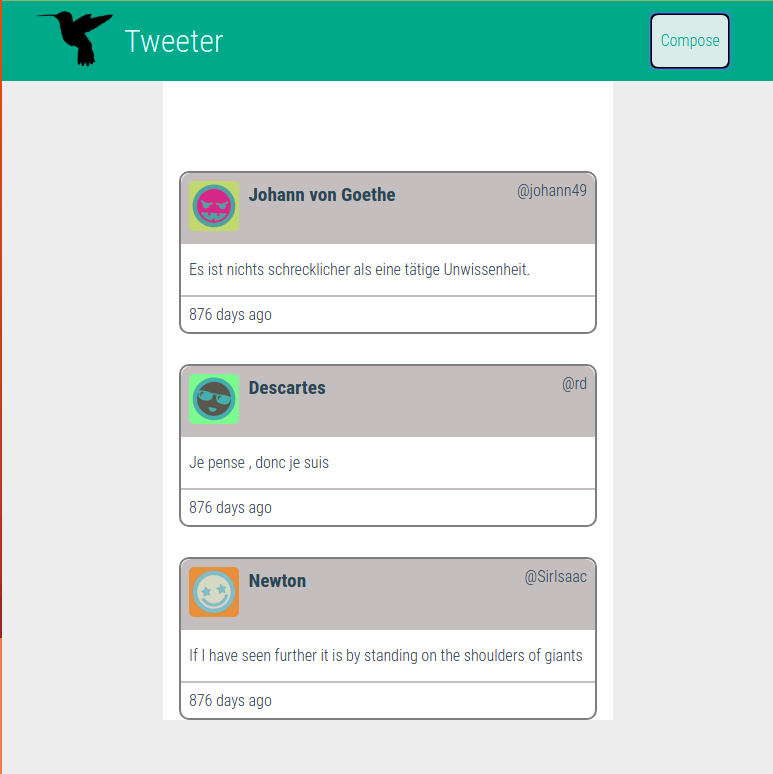 Tweeter
Compose
Johann von Goethe
@johann49
Es ist nichts schrecklicher als eine tätige Unwissenheit.
876 days ago
Descartes
@rd
Je pense , donc je suis
876 days ago
Newton
@SirIsaac
If I have seen further it is by standing on the shoulders of giants
876 days ago